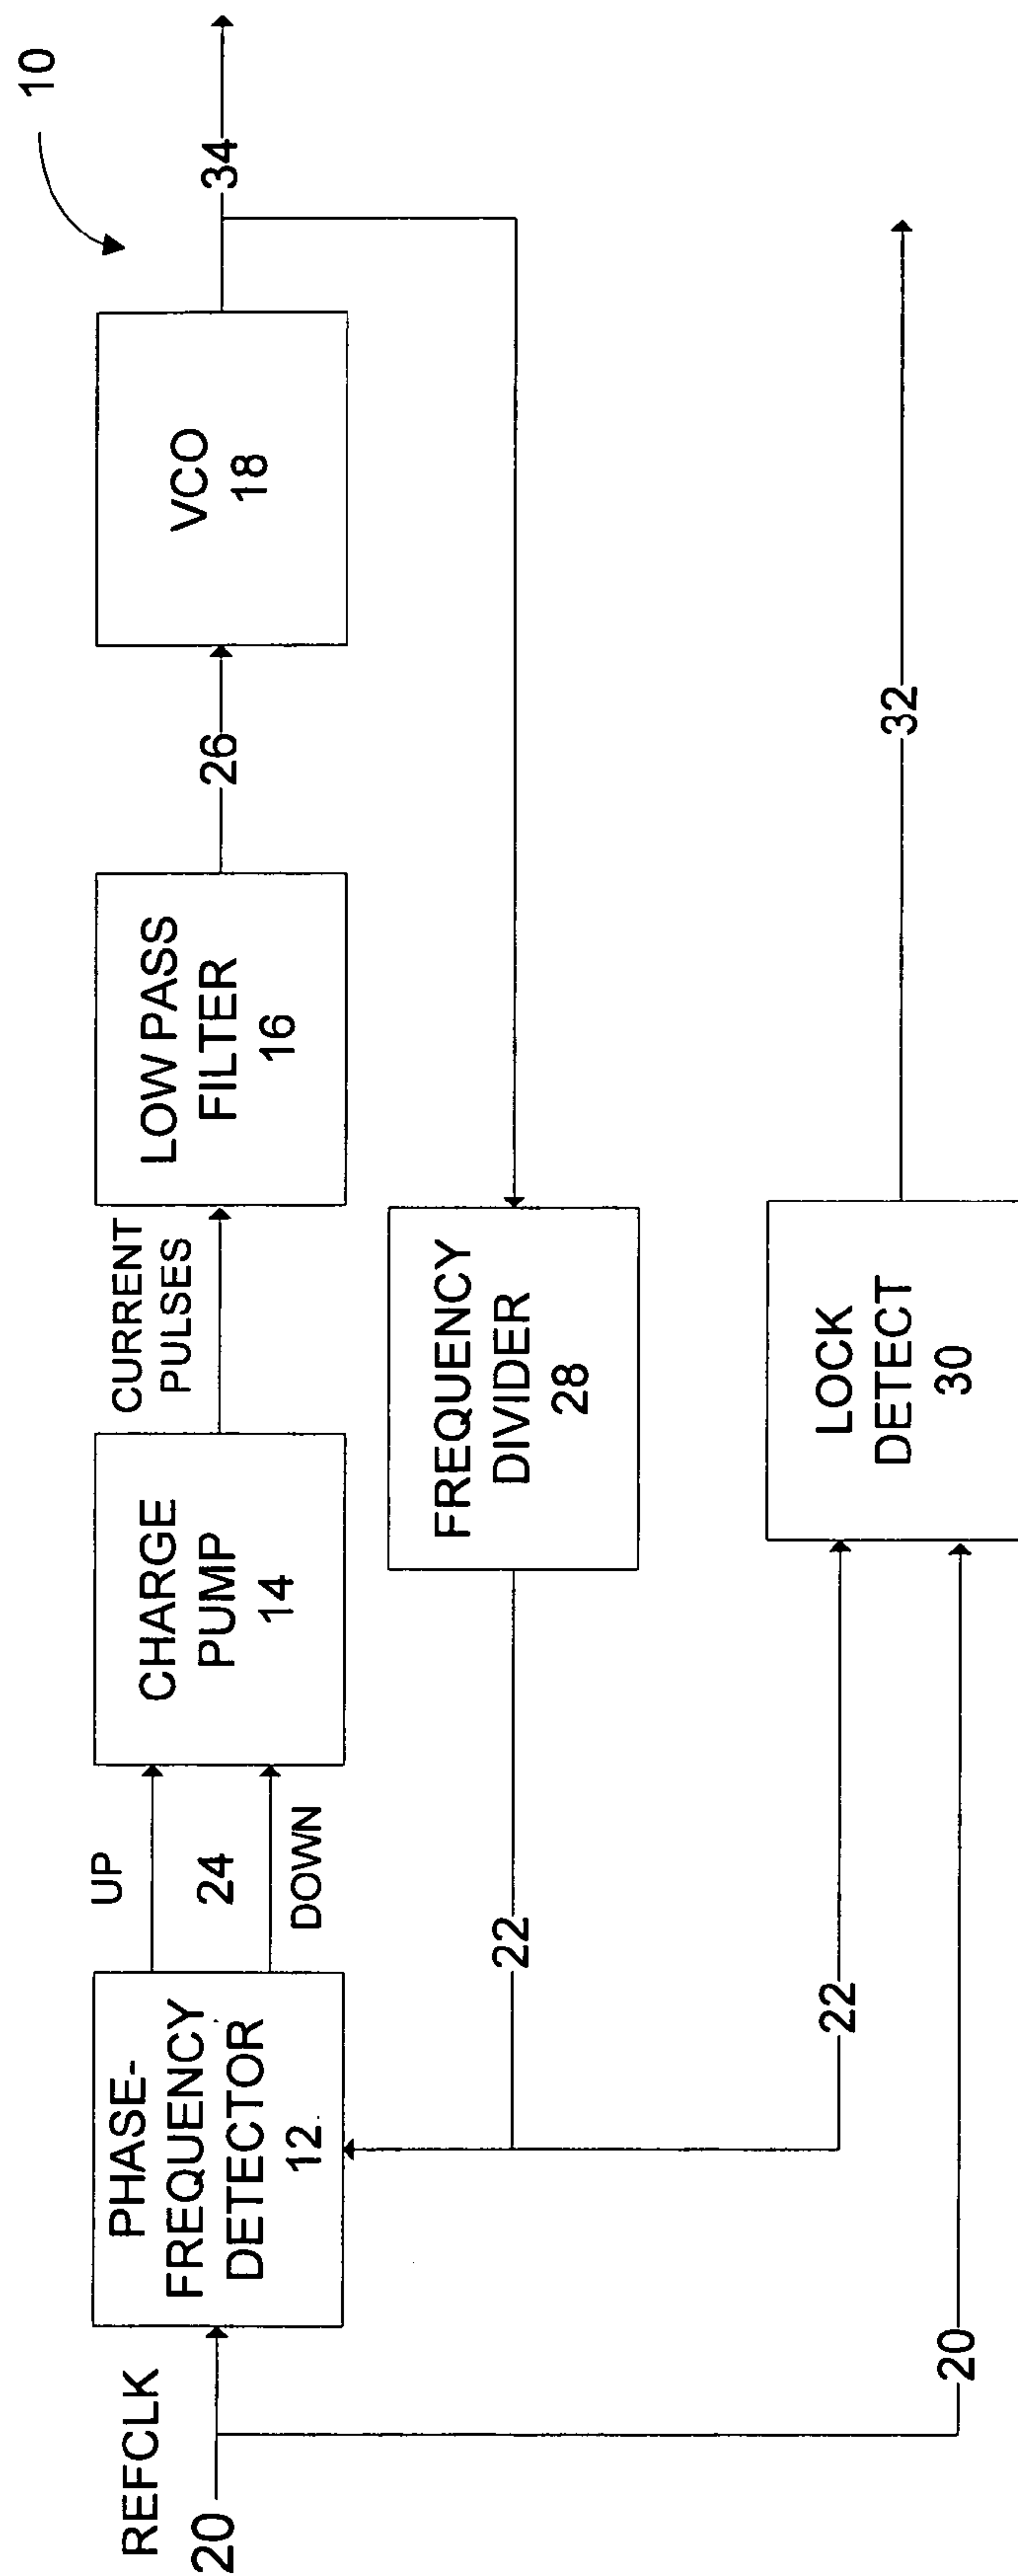 10
REFCLK
20
PHASE-
FREQUENCY
DETECTOR
12
UP
24
DOWN
CHARGE
PUMP
14
CURRENT
PULSES
LOW PASS
FILTER
16
26
VCO
18
34
22
FREQUENCY
DIVIDER
28
22
20
LOCK
DETECT
30
32